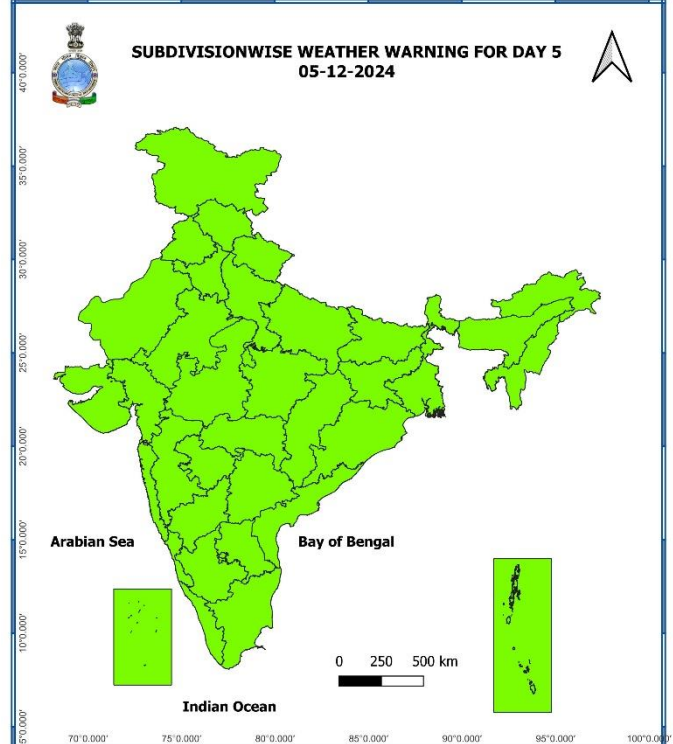 SUBDIVISIONWISE WEATHER WARNING FOR DAY 5
05-12-2024
40°0.000'
35°0.000'
30°0.000'
25°0.000'
20°0.000'
15°0.000'
10°0.000'
5°0.000'
Arabian Sea
Bay of Bengal
0 250 500 km
Indian Ocean
70°0.000' 75°0.000' 80°0.000' 85°0.000' 90°0.000' 95°0.000' 100°0.000'